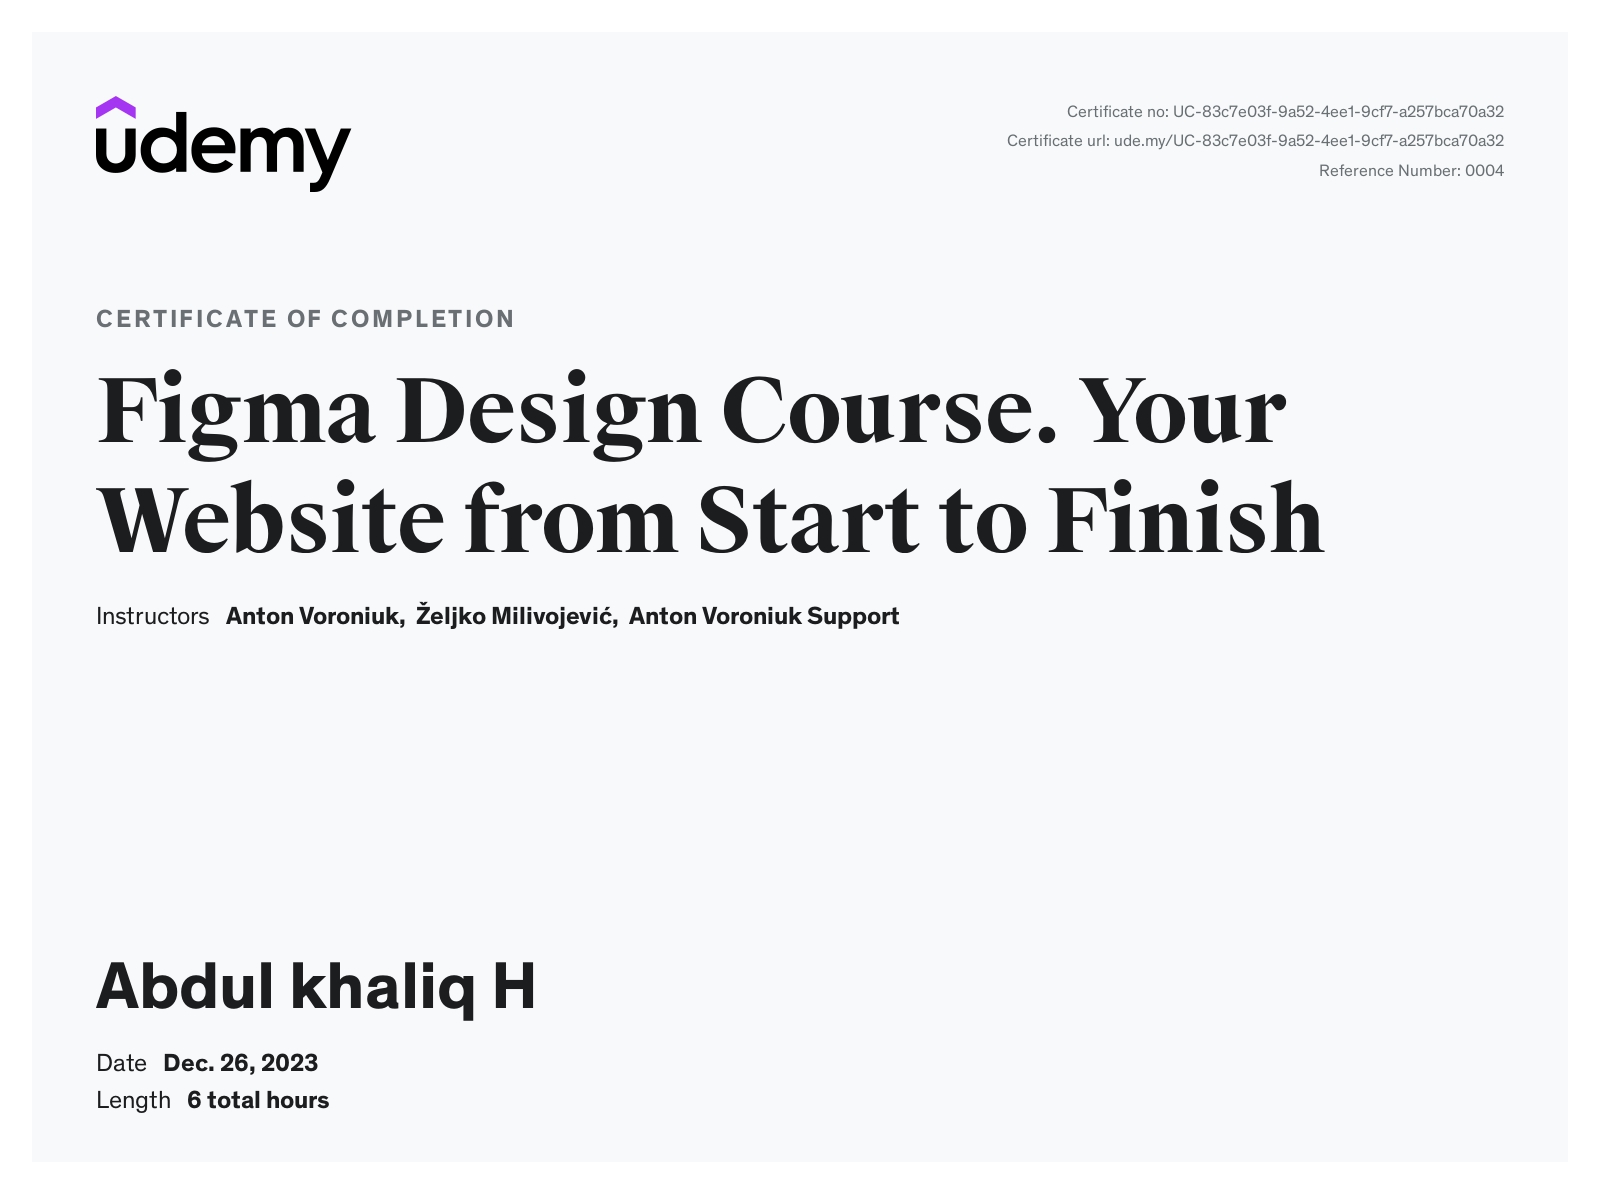 udemy
Certificate no: UC-83c7e03f-9a52-4ee1-9cf7-a257bca70a32
Certificate url: ude.my/UC-83c7e03f-9a52-4ee1-9cf7-a257bca70a32
Reference Number: 0004
CERTIFICATE OF COMPLETION
Figma Design Course. Your
Website from Start to Finish
Instructors Anton Voroniuk, Željko Milivojević, Anton Voroniuk Support
Abdul khaliq H
Date Dec. 26, 2023
Length 6 total hours